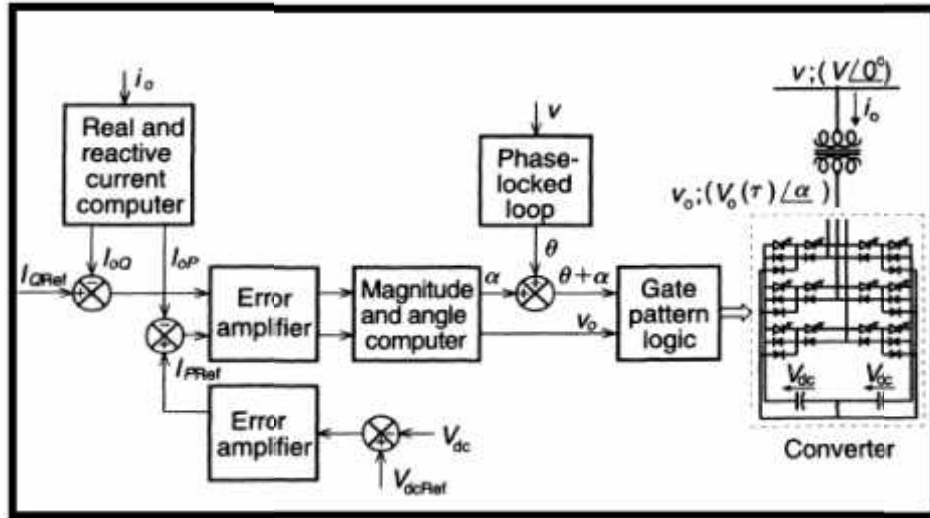 i_o
Real and
reactive
current
computer
I_oQ
I_oP
I_QRef
−
+
−
+
I_PRef
Error
amplifier
Magnitude
and angle
computer
α
v_o
v
Phase-
locked
loop
θ
+
+
θ+α
Gate
pattern
logic
Error
amplifier
−
+
V_dc
V_dcRef
v;(V∠0°)
i_o
v_o;(V_o(τ)∠α)
V_dc
V_dc
Converter